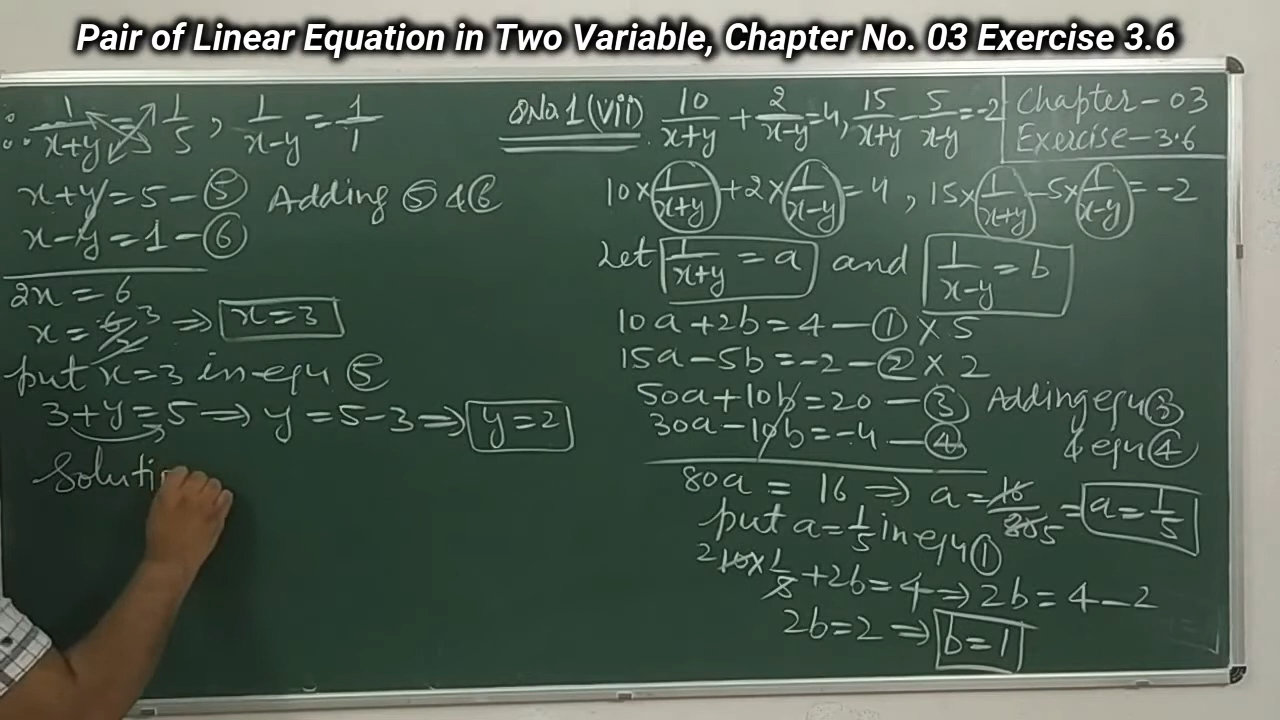 Pair of Linear Equation in Two Variable, Chapter No. 03 Exercise 3.6
Chapter - 03
Exercise - 3.6
QNo.1(vii) 10/(x+y) + 2/(x-y) = 4, 15/(x+y) - 5/(x-y) = -2
10 × 1/(x+y) + 2 × 1/(x-y) = 4, 15 × 1/(x+y) - 5 × 1/(x-y) = -2
Let 1/(x+y) = a and 1/(x-y) = b
10a + 2b = 4 — ① × 5
15a - 5b = -2 — ② × 2
50a + 10b = 20 — ③ Adding equ ③
30a - 10b = -4 — ④ & equ ④
80a = 16 ⇒ a = 16/80 5 = a = 1/5
put a = 1/5 in equ ①
2 10 × 1/5 + 2b = 4 ⇒ 2b = 4 - 2
2b = 2 ⇒ b = 1
∴ 1/(x+y) = 1/5, 1/(x-y) = 1/1
x+y = 5 — ⑤ Adding ⑤ & ⑥
x-y = 1 — ⑥
2x = 6
x = 6/2 3 ⇒ x = 3
put x = 3 in equ ⑤
3 + y = 5 ⇒ y = 5 - 3 ⇒ y = 2
Soluti